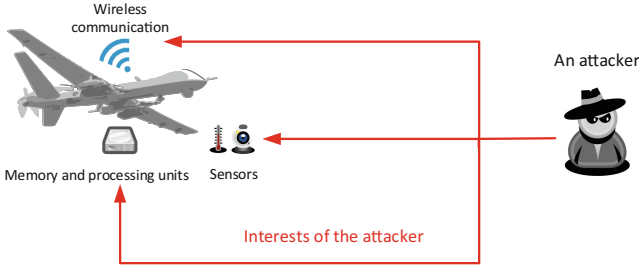 Wireless
communication
An attacker
Memory and processing units
Sensors
Interests of the attacker